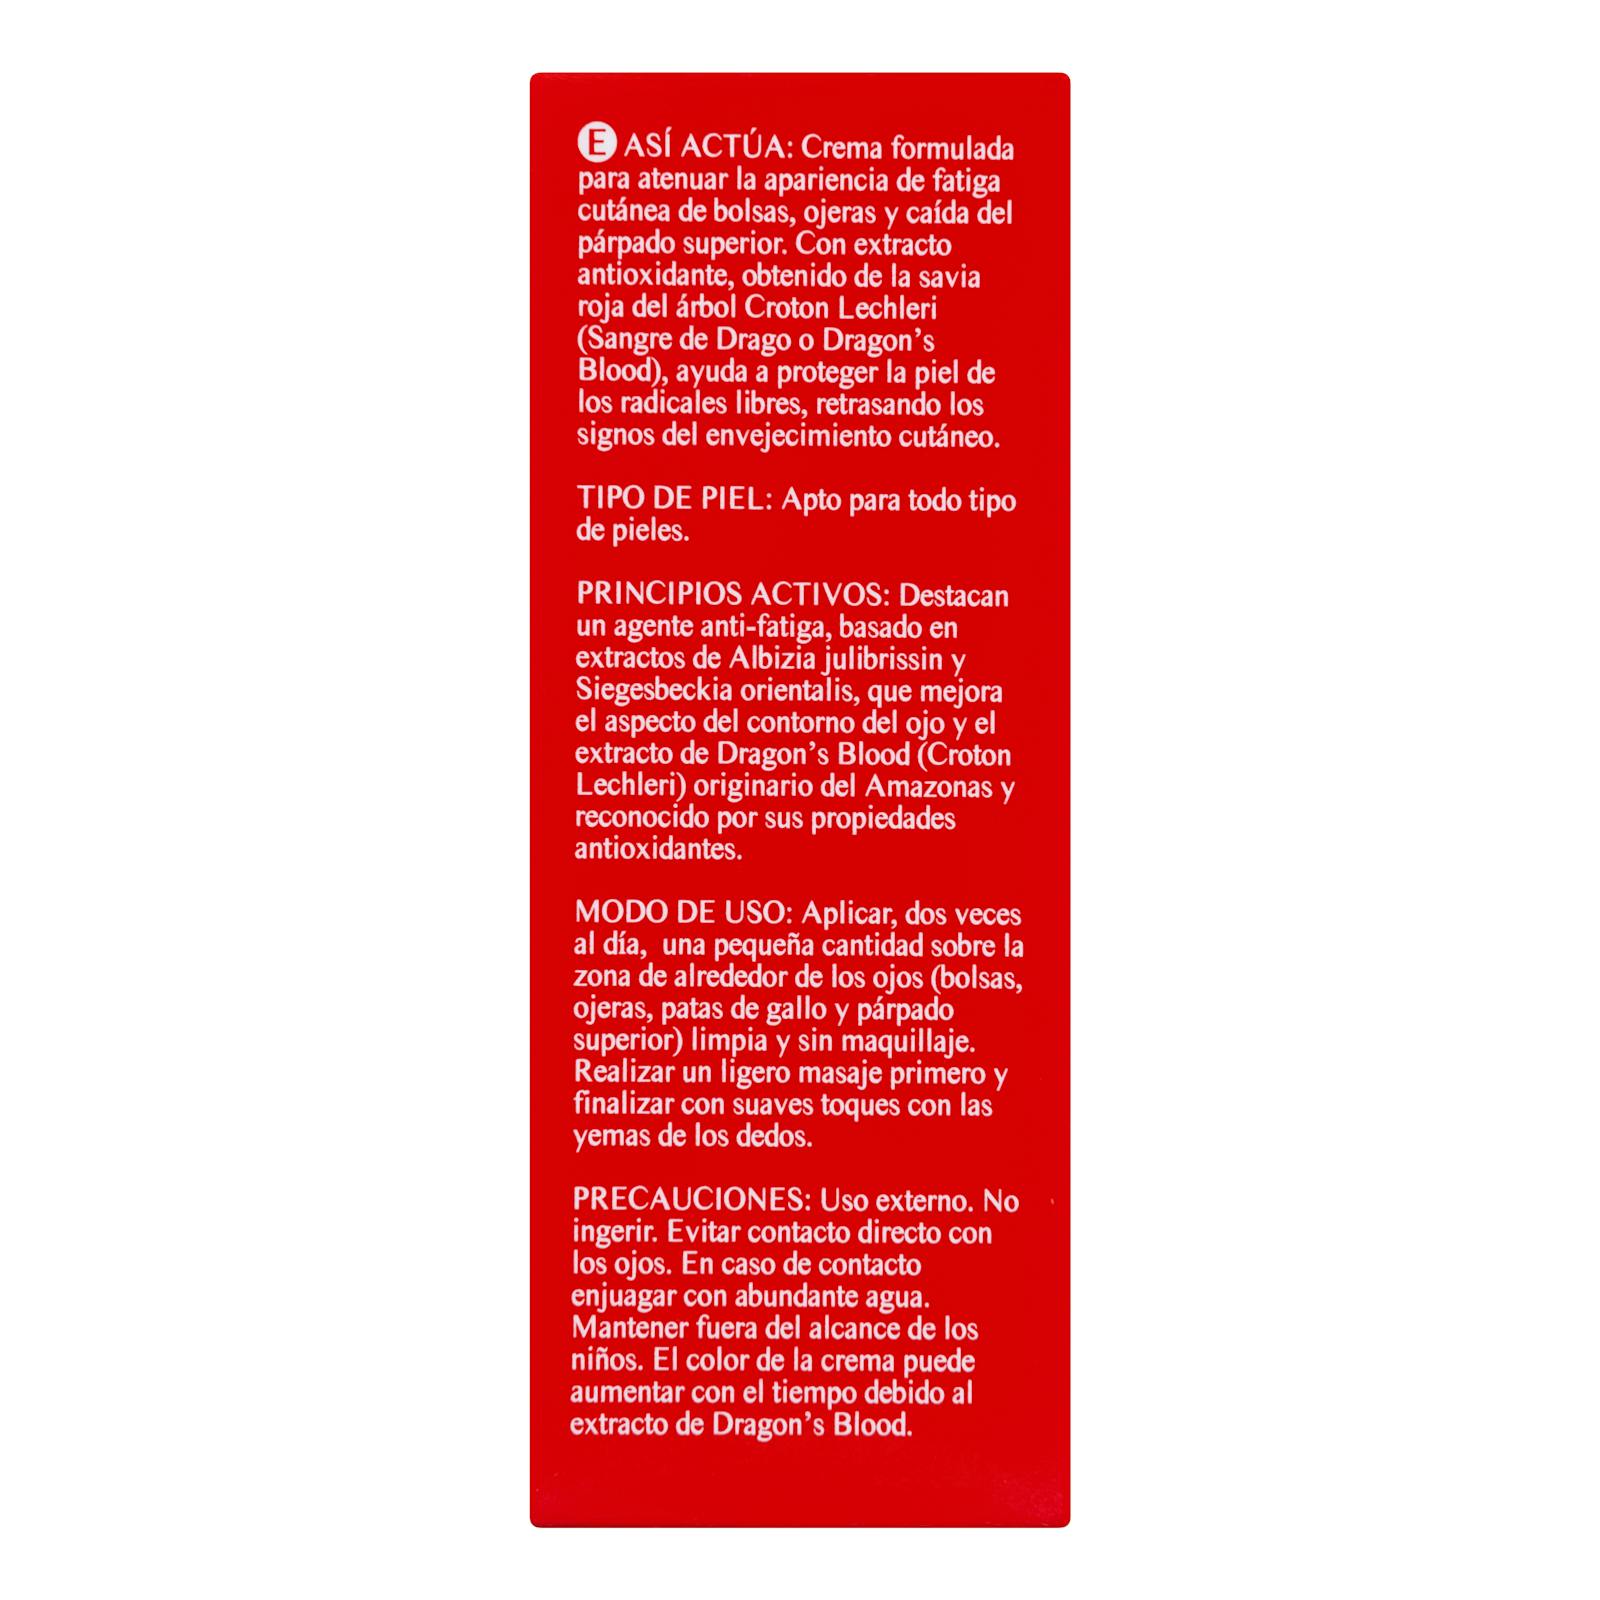 E ASÍ ACTÚA: Crema formulada
para atenuar la apariencia de fatiga
cutánea de bolsas, ojeras y caída del
párpado superior. Con extracto
antioxidante, obtenido de la savia
roja del árbol Croton Lechleri
(Sangre de Drago o Dragon's
Blood), ayuda a proteger la piel de
los radicales libres, retrasando los
signos del envejecimiento cutáneo.
TIPO DE PIEL: Apto para todo tipo
de pieles.
PRINCIPIOS ACTIVOS: Destacan
un agente anti-fatiga, basado en
extractos de Albizia julibrissin y
Siegesbeckia orientalis, que mejora
el aspecto del contorno del ojo y el
extracto de Dragon's Blood (Croton
Lechleri) originario del Amazonas y
reconocido por sus propiedades
antioxidantes.
MODO DE USO: Aplicar, dos veces
al día, una pequeña cantidad sobre la
zona de alrededor de los ojos (bolsas,
ojeras, patas de gallo y párpado
superior) limpia y sin maquillaje.
Realizar un ligero masaje primero y
finalizar con suaves toques con las
yemas de los dedos.
PRECAUCIONES: Uso externo. No
ingerir. Evitar contacto directo con
los ojos. En caso de contacto
enjuagar con abundante agua.
Mantener fuera del alcance de los
niños. El color de la crema puede
aumentar con el tiempo debido al
extracto de Dragon's Blood.